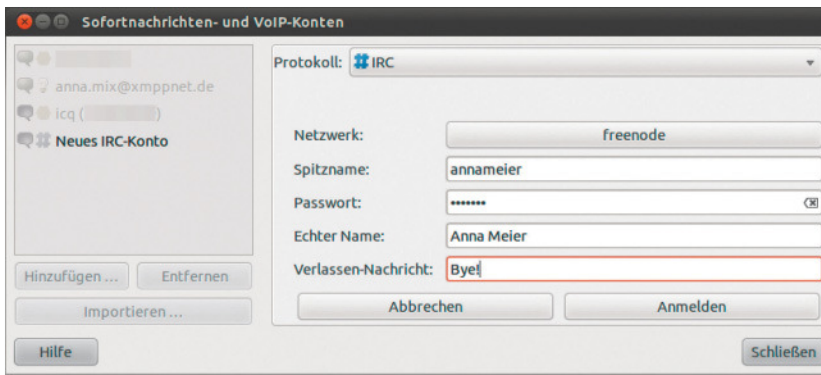 Sofortnachrichten- und VoIP-Konten
anna.mix@xmppnet.de
icq ( )
Neues IRC-Konto
Hinzufügen ...
Entfernen
Importieren ...
Hilfe
Protokoll: IRC
Netzwerk: freenode
Spitzname: annameier
Passwort: •••••••
Echter Name: Anna Meier
Verlassen-Nachricht: Bye!
Abbrechen
Anmelden
Schließen